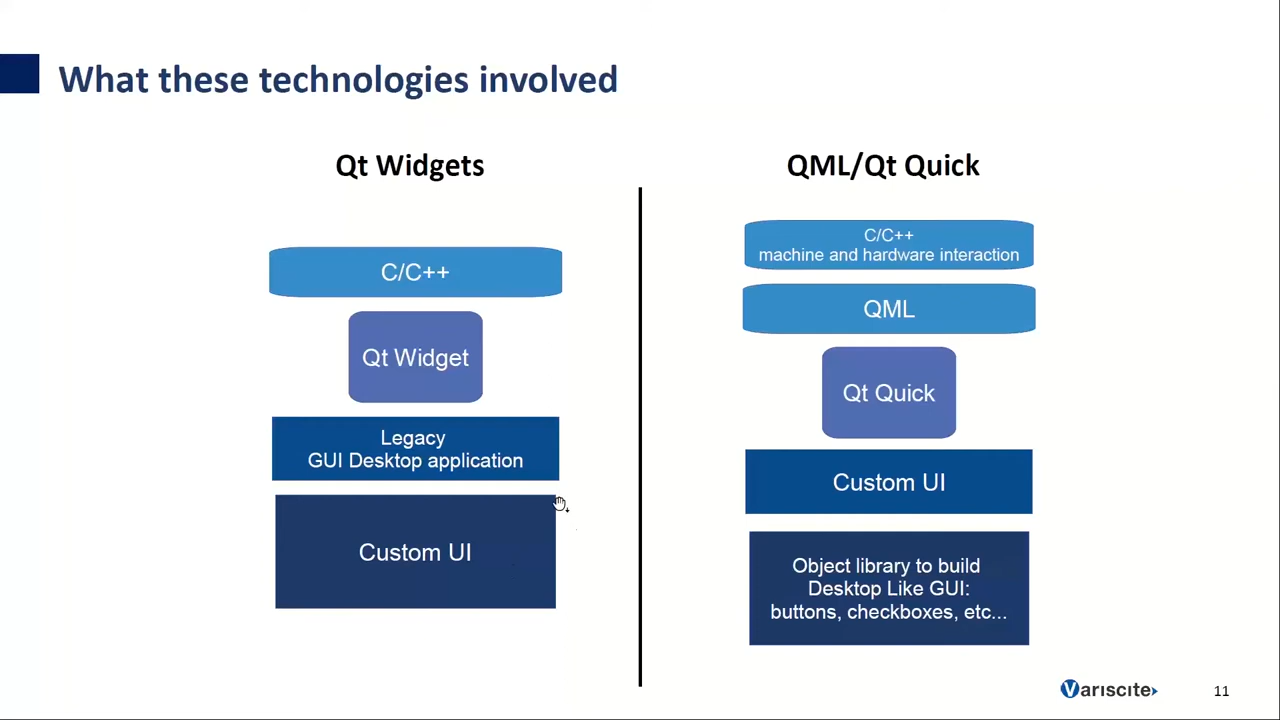 What these technologies involved
Qt Widgets
C/C++
Qt Widget
Legacy
GUI Desktop application
Custom UI
QML/Qt Quick
C/C++
machine and hardware interaction
QML
Qt Quick
Custom UI
Object library to build
Desktop Like GUI:
buttons, checkboxes, etc...
Variscite
11